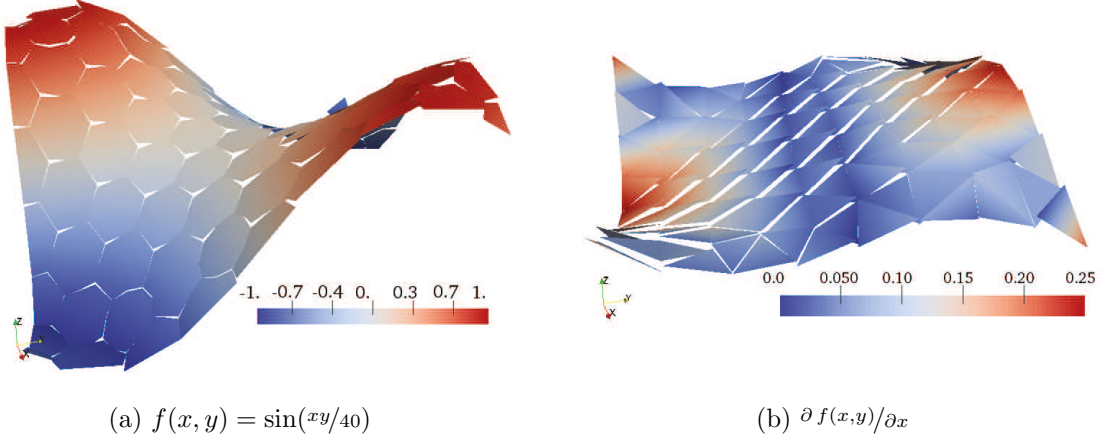 -1. -0.7 -0.4 0. 0.3 0.7 1.
Z
X
0.0 0.050 0.10 0.15 0.20 0.25
Z
Y
X
(a) f(x, y) = sin(xy/40)
(b) ∂ f(x,y)/∂x